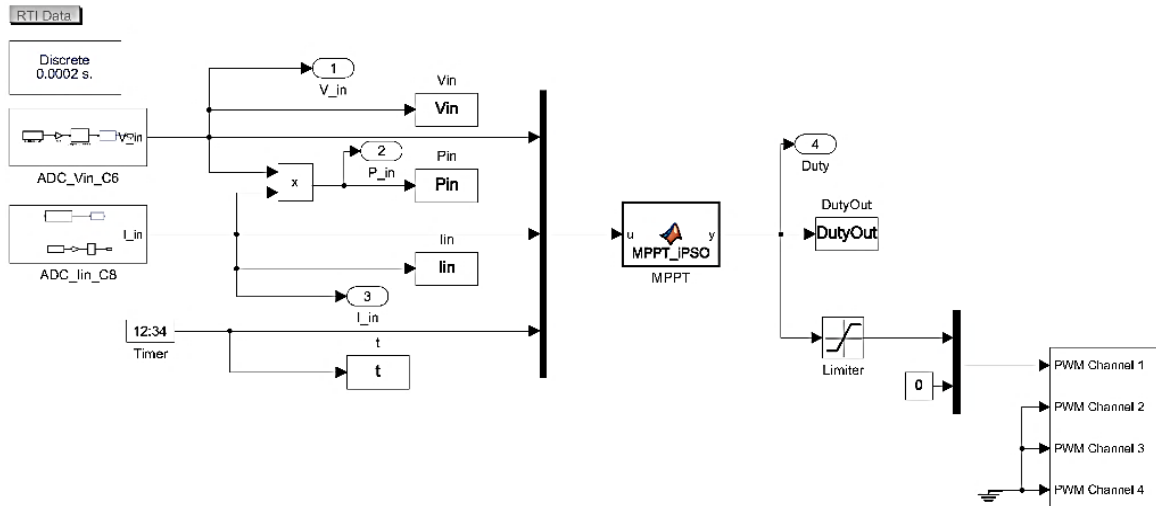 RTI Data
Discrete
0.0002 s.
1
V_in
Vin
Vin
V_in
ADC_Vin_C6
x
2
P_in
Pin
Pin
I_in
ADC_Iin_C8
Iin
Iin
3
I_in
12:34
Timer
t
t
u
y
MPPT_iPSO
MPPT
4
Duty
DutyOut
DutyOut
Limiter
0
PWM Channel 1
PWM Channel 2
PWM Channel 3
PWM Channel 4